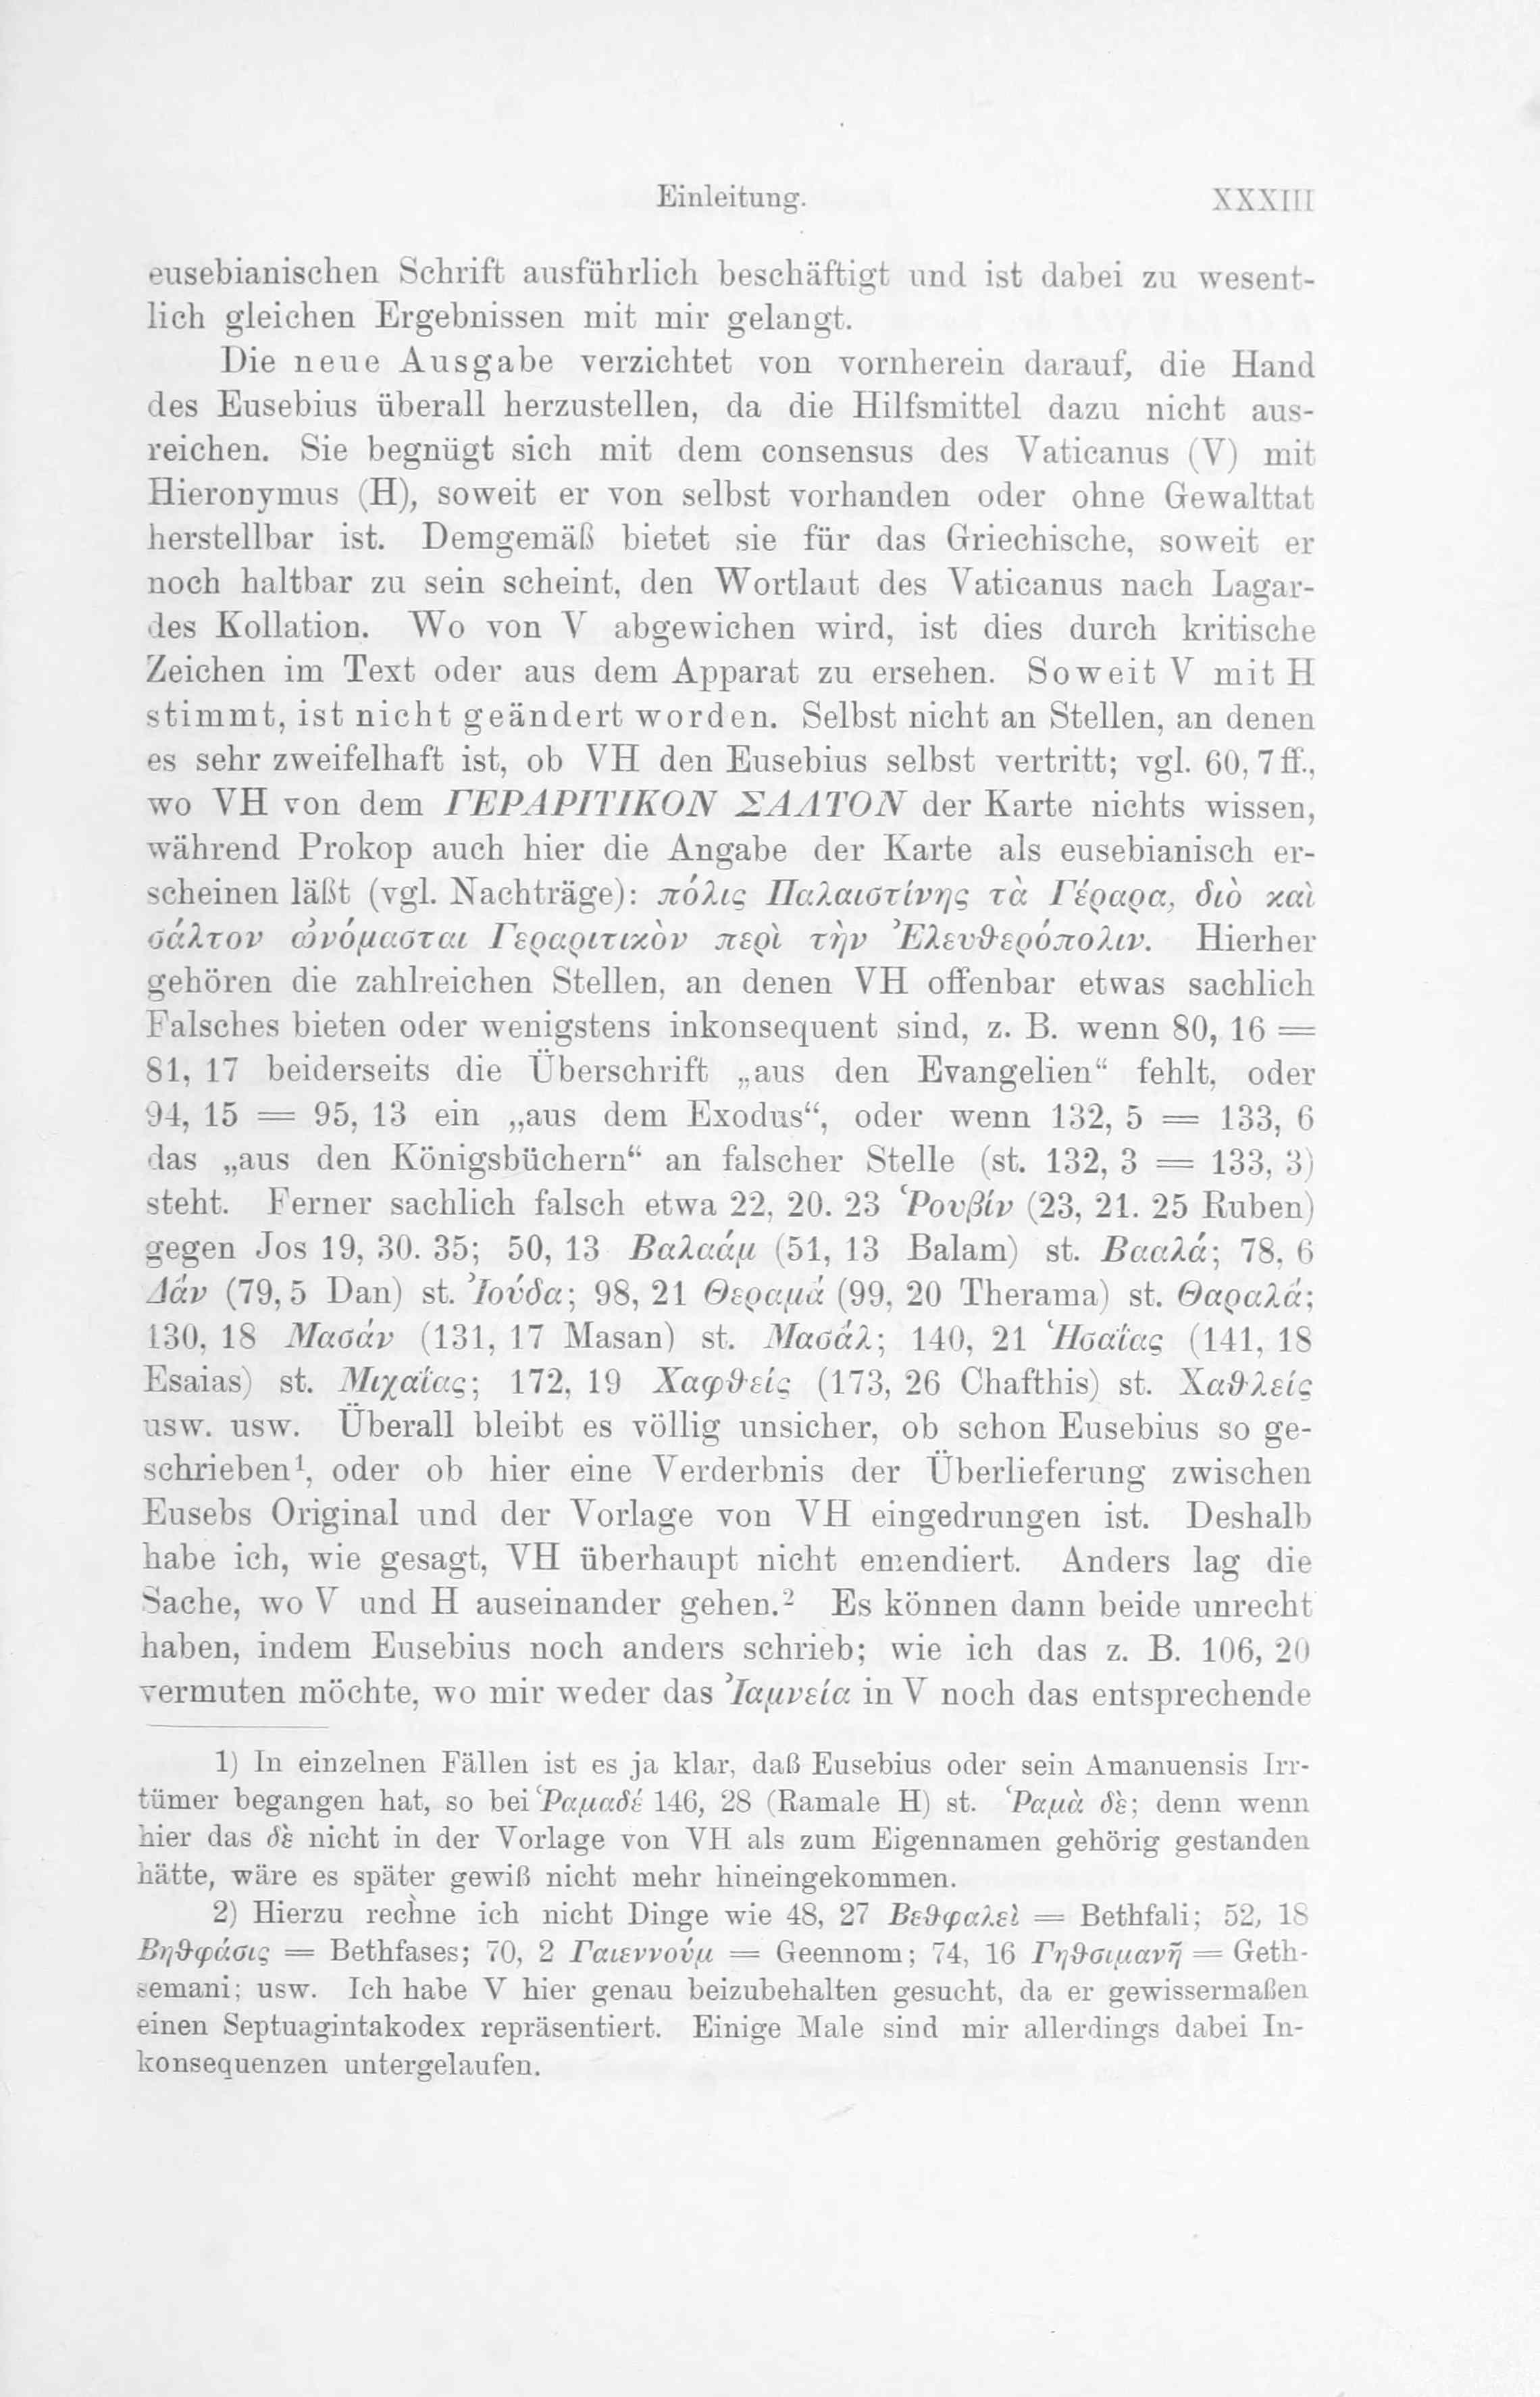 Einleitung. XXXIII
eusebianischen Schrift ausführlich beschäftigt und ist dabei zu wesent-
lich gleichen Ergebnissen mit mir gelangt.
Die neue Ausgabe verzichtet von vornherein darauf, die Hand
des Eusebius überall herzustellen, da die Hilfsmittel dazu nicht aus-
reichen. Sie begnügt sich mit dem consensus des Vaticanus (V) mit
Hieronymus (H), soweit er von selbst vorhanden oder ohne Gewalttat
herstellbar ist. Demgemäß bietet sie für das Griechische, soweit er
noch haltbar zu sein scheint, den Wortlaut des Vaticanus nach Lagar-
des Kollation. Wo von V abgewichen wird, ist dies durch kritische
Zeichen im Text oder aus dem Apparat zu ersehen. Soweit V mit H
stimmt, ist nicht geändert worden. Selbst nicht an Stellen, an denen
es sehr zweifelhaft ist, ob VH den Eusebius selbst vertritt; vgl. 60, 7 ff.,
wo VH von dem ΓΕΡΑΡΙΤΙΚΟΝ ΣΑΛΤΟΝ der Karte nichts wissen,
während Prokop auch hier die Angabe der Karte als eusebianisch er-
scheinen läßt (vgl. Nachträge): πόλις Παλαιστίνης τὰ Γέραρα, διὸ καὶ
σάλτον ὠνόμασται Γεραριτικὸν περὶ τὴν Ἐλευθερόπολιν. Hierher
gehören die zahlreichen Stellen, an denen VH offenbar etwas sachlich
Falsches bieten oder wenigstens inkonsequent sind, z. B. wenn 80, 16 =
81, 17 beiderseits die Überschrift „aus den Evangelien“ fehlt, oder
94, 15 = 95, 13 ein „aus dem Exodus“, oder wenn 132, 5 = 133, 6
das „aus den Königsbüchern“ an falscher Stelle (st. 132, 3 = 133, 3)
steht. Ferner sachlich falsch etwa 22, 20. 23 Ῥουβίν (23, 21. 25 Ruben)
gegen Jos 19, 30. 35; 50, 13 Βαλαάμ (51, 13 Balam) st. Βααλά; 78, 6
Δάν (79, 5 Dan) st. Ἰούδα; 98, 21 Θεραμά (99, 20 Therama) st. Θαραλά;
130, 18 Μασάν (131, 17 Masan) st. Μασάλ; 140, 21 Ἡσαΐας (141, 18
Esaias) st. Μιχαΐας; 172, 19 Χαφθείς (173, 26 Chafthis) st. Χαθλείς
usw. usw. Überall bleibt es völlig unsicher, ob schon Eusebius so ge-
schrieben¹, oder ob hier eine Verderbnis der Überlieferung zwischen
Eusebs Original und der Vorlage von VH eingedrungen ist. Deshalb
habe ich, wie gesagt, VH überhaupt nicht emendiert. Anders lag die
Sache, wo V und H auseinander gehen.² Es können dann beide unrecht
haben, indem Eusebius noch anders schrieb; wie ich das z. B. 106, 20
vermuten möchte, wo mir weder das Ἰαμνεία in V noch das entsprechende
1) In einzelnen Fällen ist es ja klar, daß Eusebius oder sein Amanuensis Irr-
tümer begangen hat, so bei Ῥαμαδέ 146, 28 (Ramale H) st. Ῥαμὰ δὲ; denn wenn
hier das δὲ nicht in der Vorlage von VH als zum Eigennamen gehörig gestanden
hätte, wäre es später gewiß nicht mehr hineingekommen.
2) Hierzu rechne ich nicht Dinge wie 48, 27 Βεθφαλεὶ = Bethfali; 52, 18
Βηθφάσις = Bethfases; 70, 2 Γαιεννούμ = Geennom; 74, 16 Γηθσιμανῆ = Geth-
semani; usw. Ich habe V hier genau beizubehalten gesucht, da er gewissermaßen
einen Septuagintakodex repräsentiert. Einige Male sind mir allerdings dabei In-
konsequenzen untergelaufen.